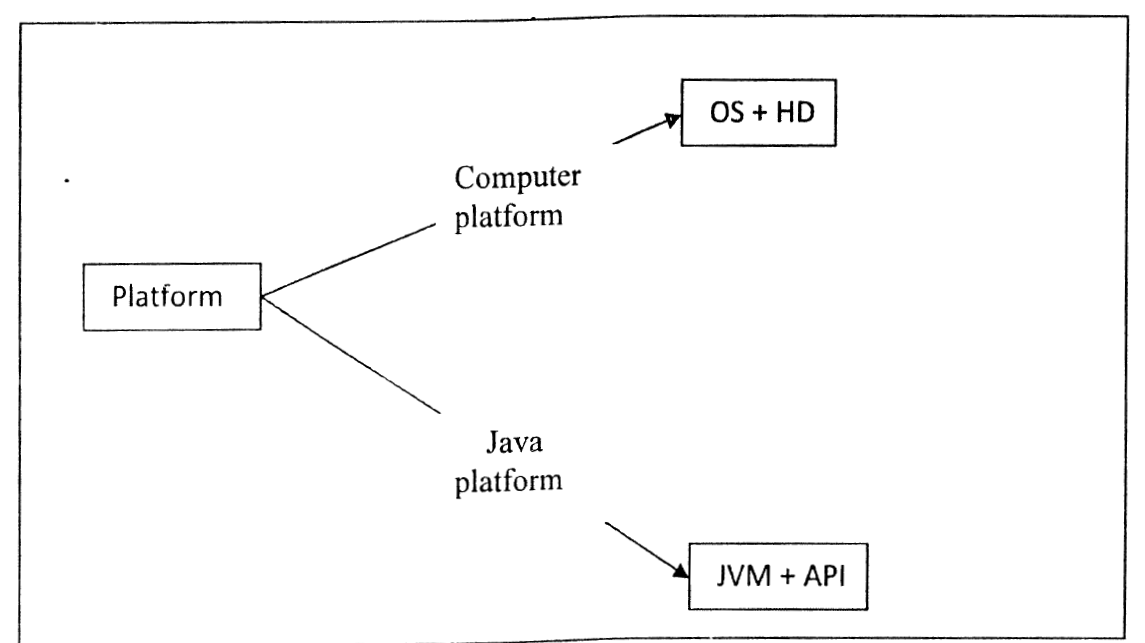 OS + HD
Computer
platform
Platform
Java
platform
JVM + API